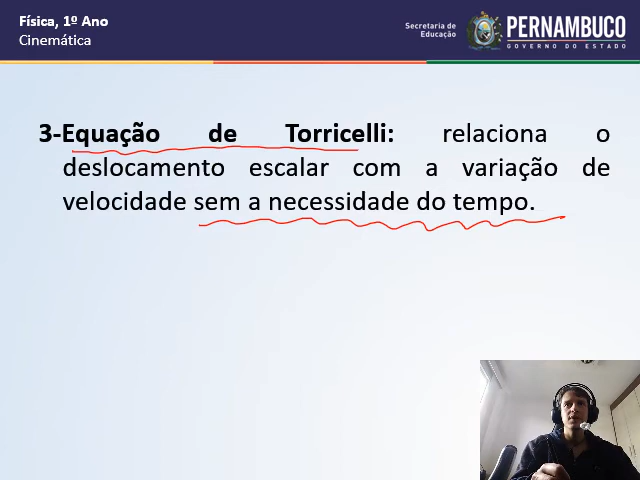 Física, 1º Ano
Cinemática
Secretaria de
Educação
PERNAMBUCO
GOVERNO DO ESTADO
3-Equação de Torricelli: relaciona o
deslocamento escalar com a variação de
velocidade sem a necessidade do tempo.